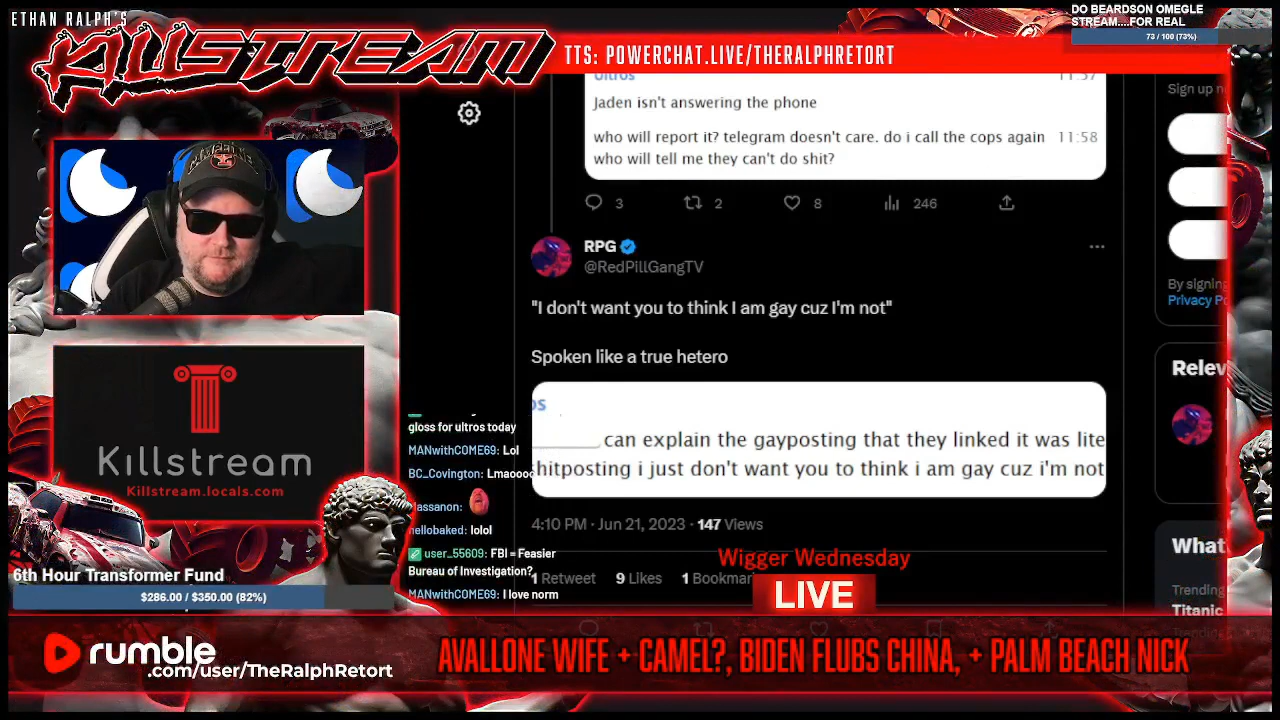 ETHAN RALPH'S
KILLSTREAM
TTS: POWERCHAT.LIVE/THERALPHRETORT
DO BEARDSON OMEGLE
STREAM....FOR REAL
73 / 100 (73%)
Ultros 11:57
Jaden isn't answering the phone
who will report it? telegram doesn't care. do i call the cops again 11:58
who will tell me they can't do shit?
3 2 8 246
RPG
@RedPillGangTV
"I don't want you to think I am gay cuz I'm not"
Spoken like a true hetero
os
can explain the gayposting that they linked it was lite
hitposting i just don't want you to think i am gay cuz i'm not
4:10 PM · Jun 21, 2023 · 147 Views
1 Retweet 9 Likes 1 Bookmar
Sign up n
By signing
Privacy Po
Relev
What
Trending
Titanic
gloss for ultros today
MANwithCOME69: Lol
BC_Covington: Lmaoooo
assanon:
hellobaked: lolol
user_55609: FBI = Feasier
Bureau of Investigation?
MANwithCOME69: I love norm
Killstream
Killstream.locals.com
6th Hour Transformer Fund
$286.00 / $350.00 (82%)
Wigger Wednesday
LIVE
rumble
.com/user/TheRalphRetort
AVALLONE WIFE + CAMEL?, BIDEN FLUBS CHINA, + PALM BEACH NICK